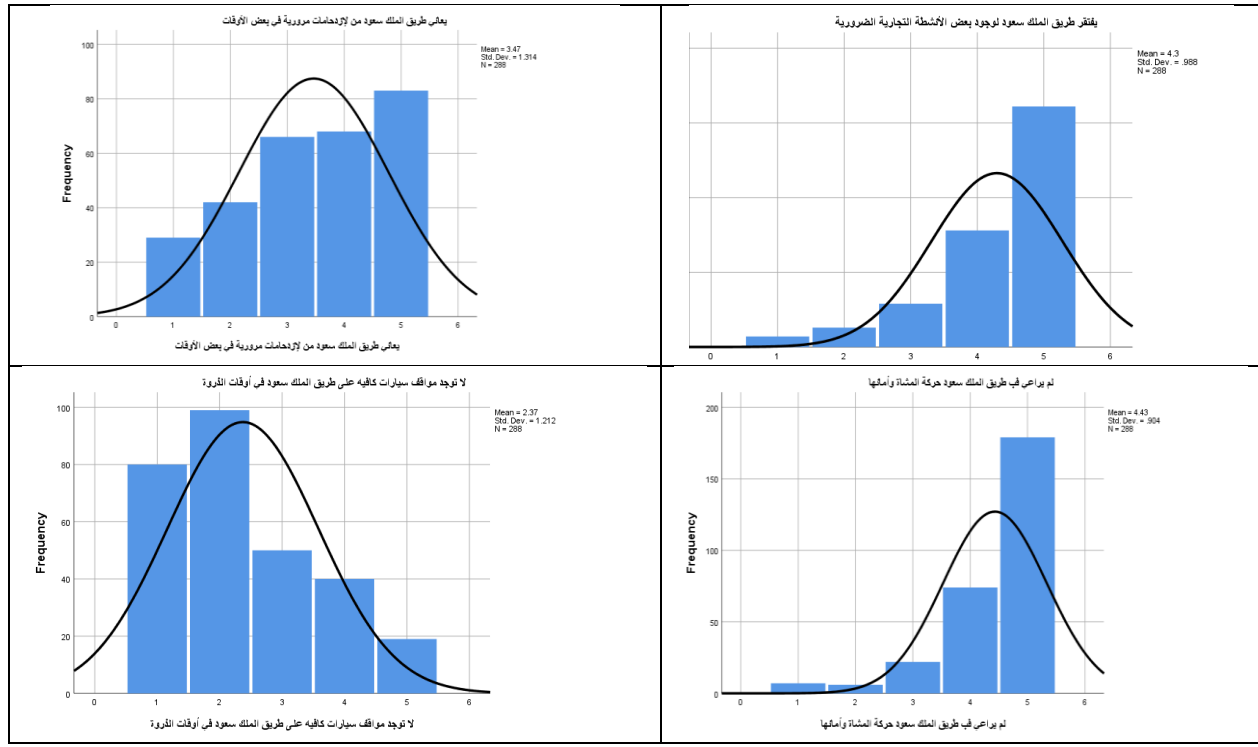 يعاني طريق الملك سعود من لإزدحامات مرورية في بعض الأوقات
Mean = 3.47
Std. Dev. = 1.314
N = 288
Frequency
100
80
60
40
20
0
0 1 2 3 4 5 6
يعاني طريق الملك سعود من لإزدحامات مرورية في بعض الأوقات
يفتقر طريق الملك سعود لوجود بعض الأنشطة التجارية الضرورية
Mean = 4.3
Std. Dev. = .988
N = 288
0 1 2 3 4 5 6
لا توجد مواقف سيارات كافيه على طريق الملك سعود في أوقات الذروة
Mean = 2.37
Std. Dev. = 1.212
N = 288
Frequency
100
80
60
40
20
0
0 1 2 3 4 5 6
لا توجد مواقف سيارات كافيه على طريق الملك سعود في أوقات الذروة
لم يراعي فب طريق الملك سعود حركة المشاة وأمانها
Mean = 4.43
Std. Dev. = .904
N = 288
Frequency
200
150
100
50
0
0 1 2 3 4 5 6
لم يراعي فب طريق الملك سعود حركة المشاة وأمانها